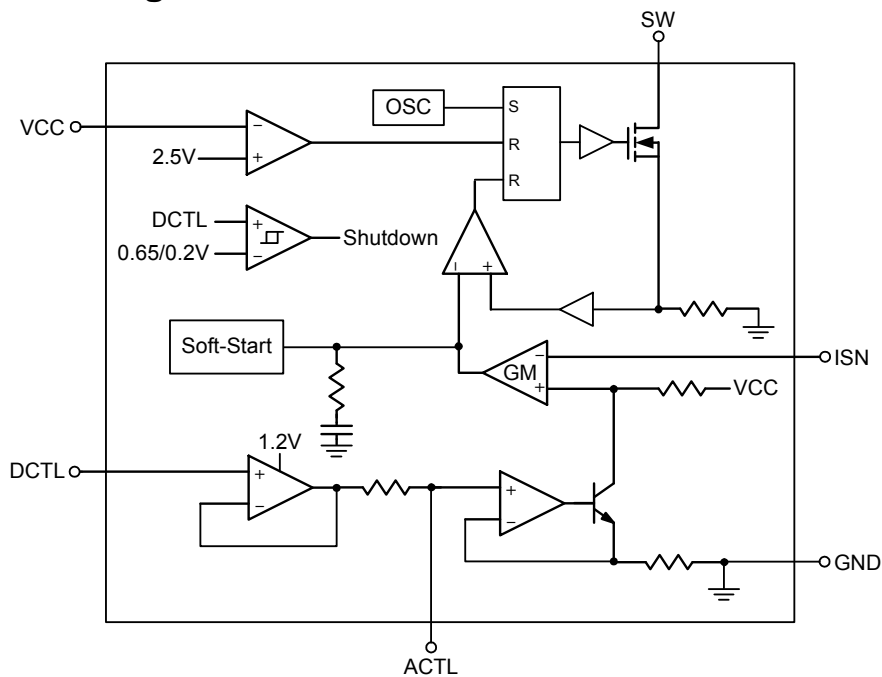 SW
OSC
S
R
R
VCC
−
+
2.5V
DCTL
+
−
0.65/0.2V
Shutdown
−
+
Soft-Start
GM
−
+
ISN
VCC
1.2V
DCTL
+
−
+
−
GND
ACTL